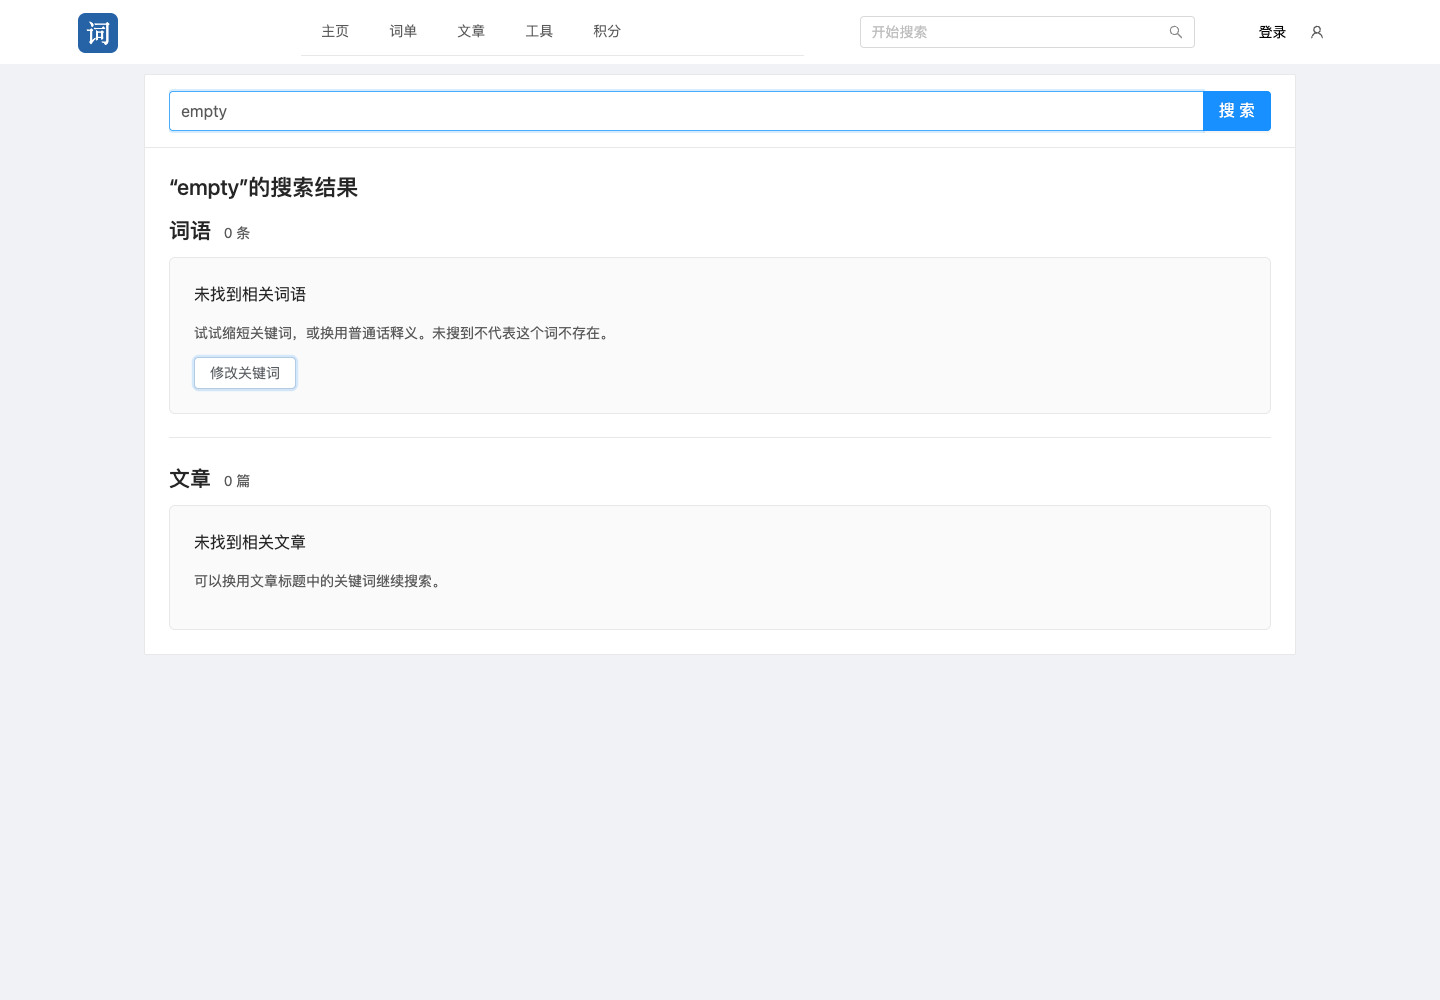 词
主页 词单 文章 工具 积分
开始搜索
登录
empty
搜 索
“empty”的搜索结果
词语 0 条
未找到相关词语
试试缩短关键词，或换用普通话释义。未搜到不代表这个词不存在。
修改关键词
文章 0 篇
未找到相关文章
可以换用文章标题中的关键词继续搜索。